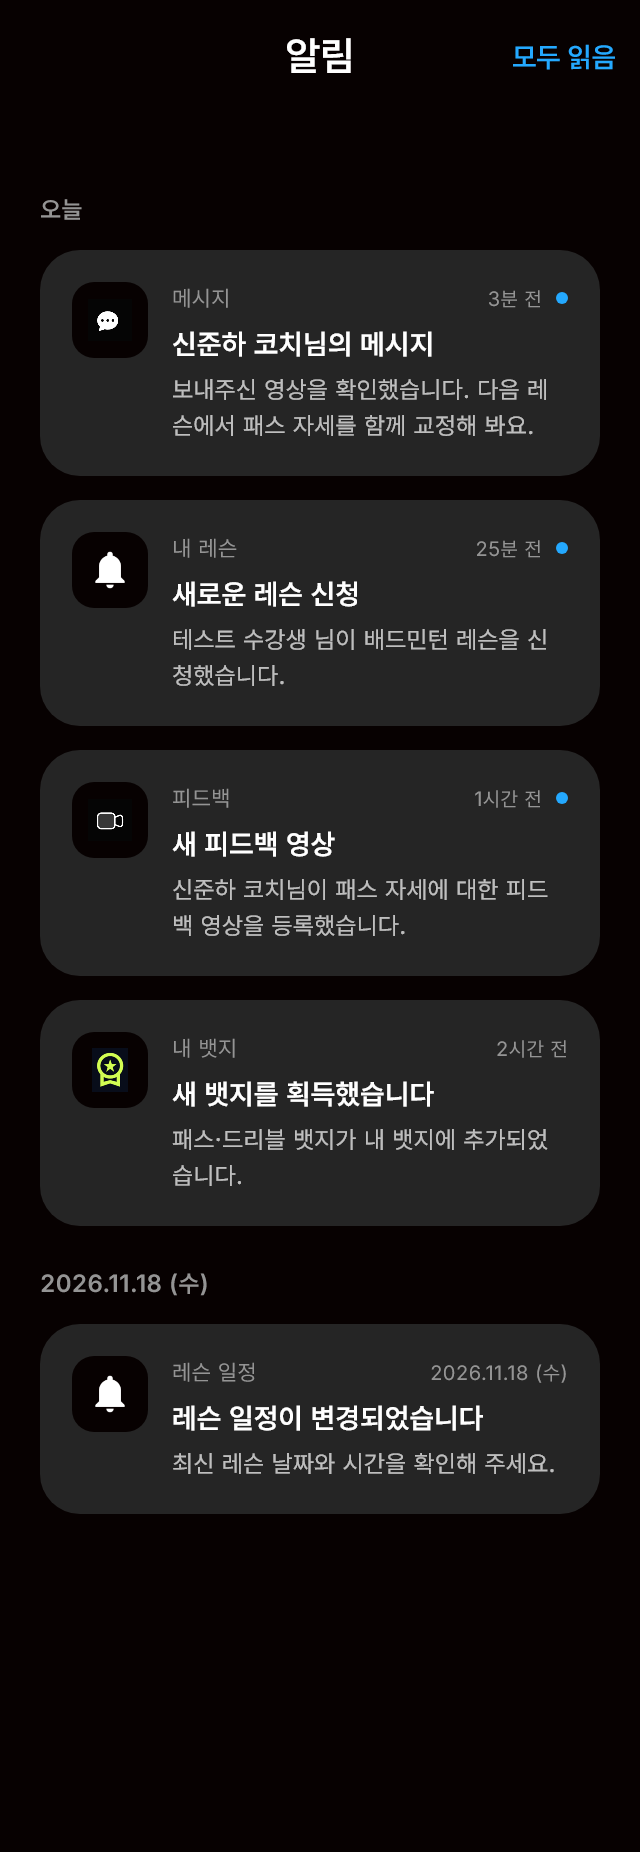 알림
모두 읽음
오늘
메시지
3분 전
신준하 코치님의 메시지
보내주신 영상을 확인했습니다. 다음 레
슨에서 패스 자세를 함께 교정해 봐요.
내 레슨
25분 전
새로운 레슨 신청
테스트 수강생 님이 배드민턴 레슨을 신
청했습니다.
피드백
1시간 전
새 피드백 영상
신준하 코치님이 패스 자세에 대한 피드
백 영상을 등록했습니다.
내 뱃지
2시간 전
새 뱃지를 획득했습니다
패스·드리블 뱃지가 내 뱃지에 추가되었
습니다.
2026.11.18 (수)
레슨 일정
2026.11.18 (수)
레슨 일정이 변경되었습니다
최신 레슨 날짜와 시간을 확인해 주세요.